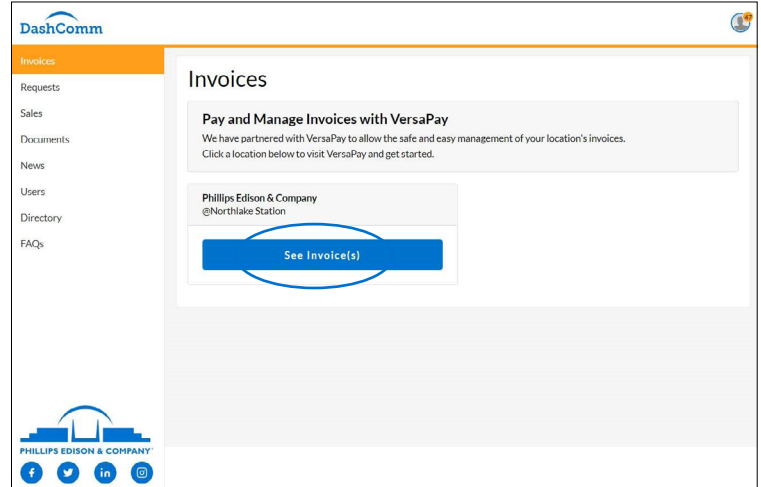 DashComm
47
Invoices
Requests
Sales
Documents
News
Users
Directory
FAQs
Invoices
Pay and Manage Invoices with VersaPay
We have partnered with VersaPay to allow the safe and easy management of your location's invoices.
Click a location below to visit VersaPay and get started.
Phillips Edison & Company
@Northlake Station
See Invoice(s)
PHILLIPS EDISON & COMPANY